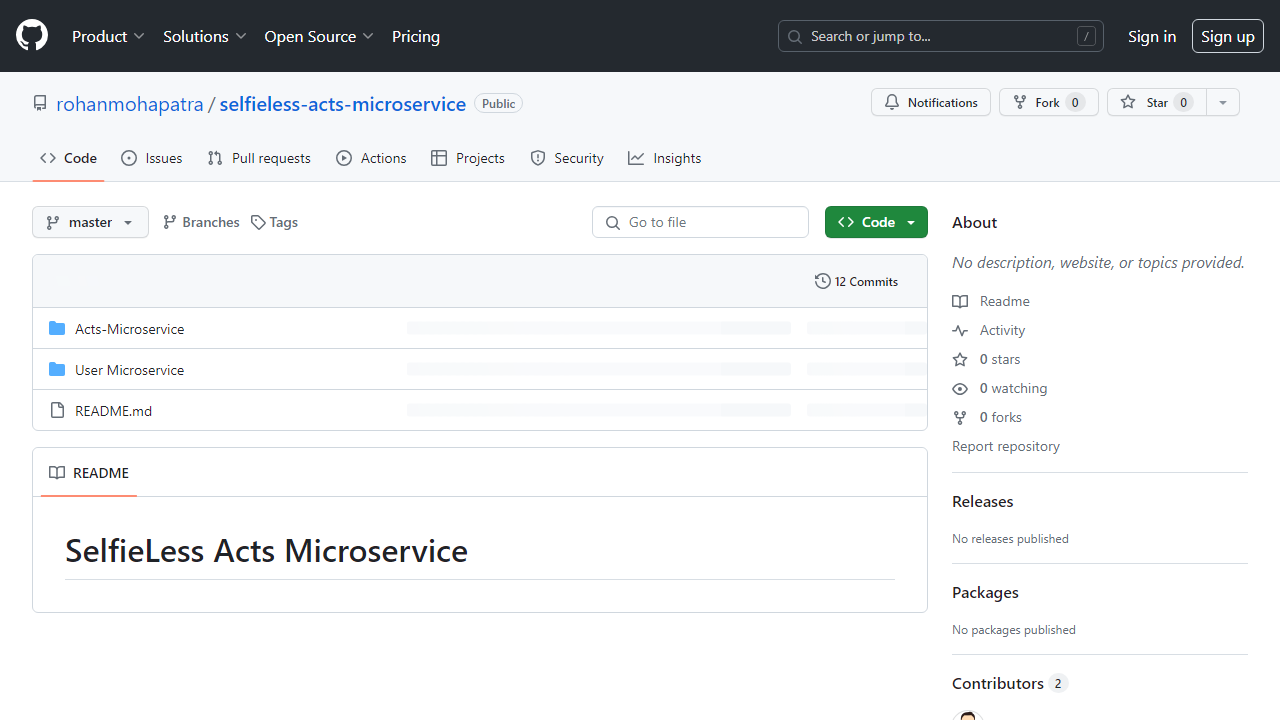 Product Solutions Open Source Pricing Search or jump to... / Sign in Sign up
rohanmohapatra / selfieless-acts-microservice Public Notifications Fork 0 Star 0
Code Issues Pull requests Actions Projects Security Insights
master Branches Tags Go to file Code
12 Commits
Acts-Microservice
User Microservice
README.md
README
SelfieLess Acts Microservice
About
No description, website, or topics provided.
Readme
Activity
0 stars
0 watching
0 forks
Report repository
Releases
No releases published
Packages
No packages published
Contributors 2